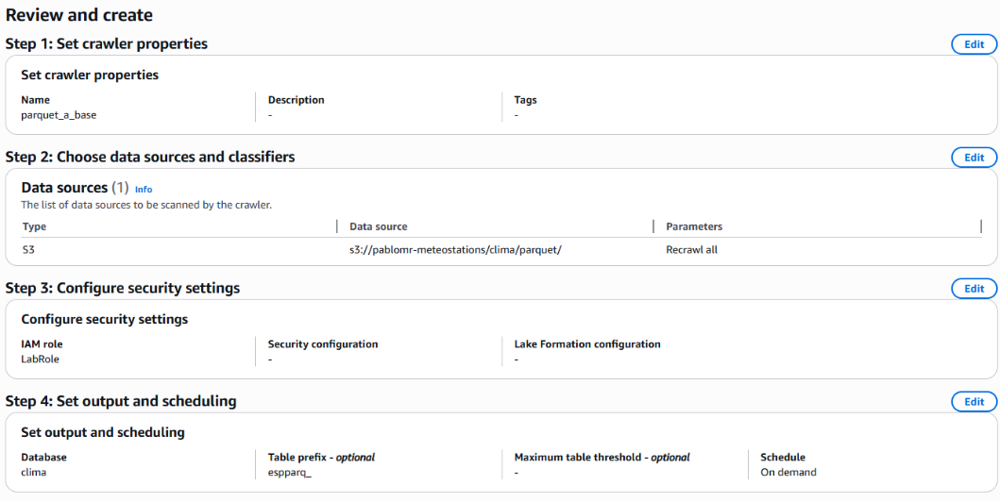 Review and create
Step 1: Set crawler properties Edit
Set crawler properties
Name Description Tags
parquet_a_base - -
Step 2: Choose data sources and classifiers Edit
Data sources (1) Info
The list of data sources to be scanned by the crawler.
Type Data source Parameters
S3 s3://pablomr-meteostations/clima/parquet/ Recrawl all
Step 3: Configure security settings Edit
Configure security settings
IAM role Security configuration Lake Formation configuration
LabRole - -
Step 4: Set output and scheduling Edit
Set output and scheduling
Database Table prefix - optional Maximum table threshold - optional Schedule
clima espparq_ - On demand